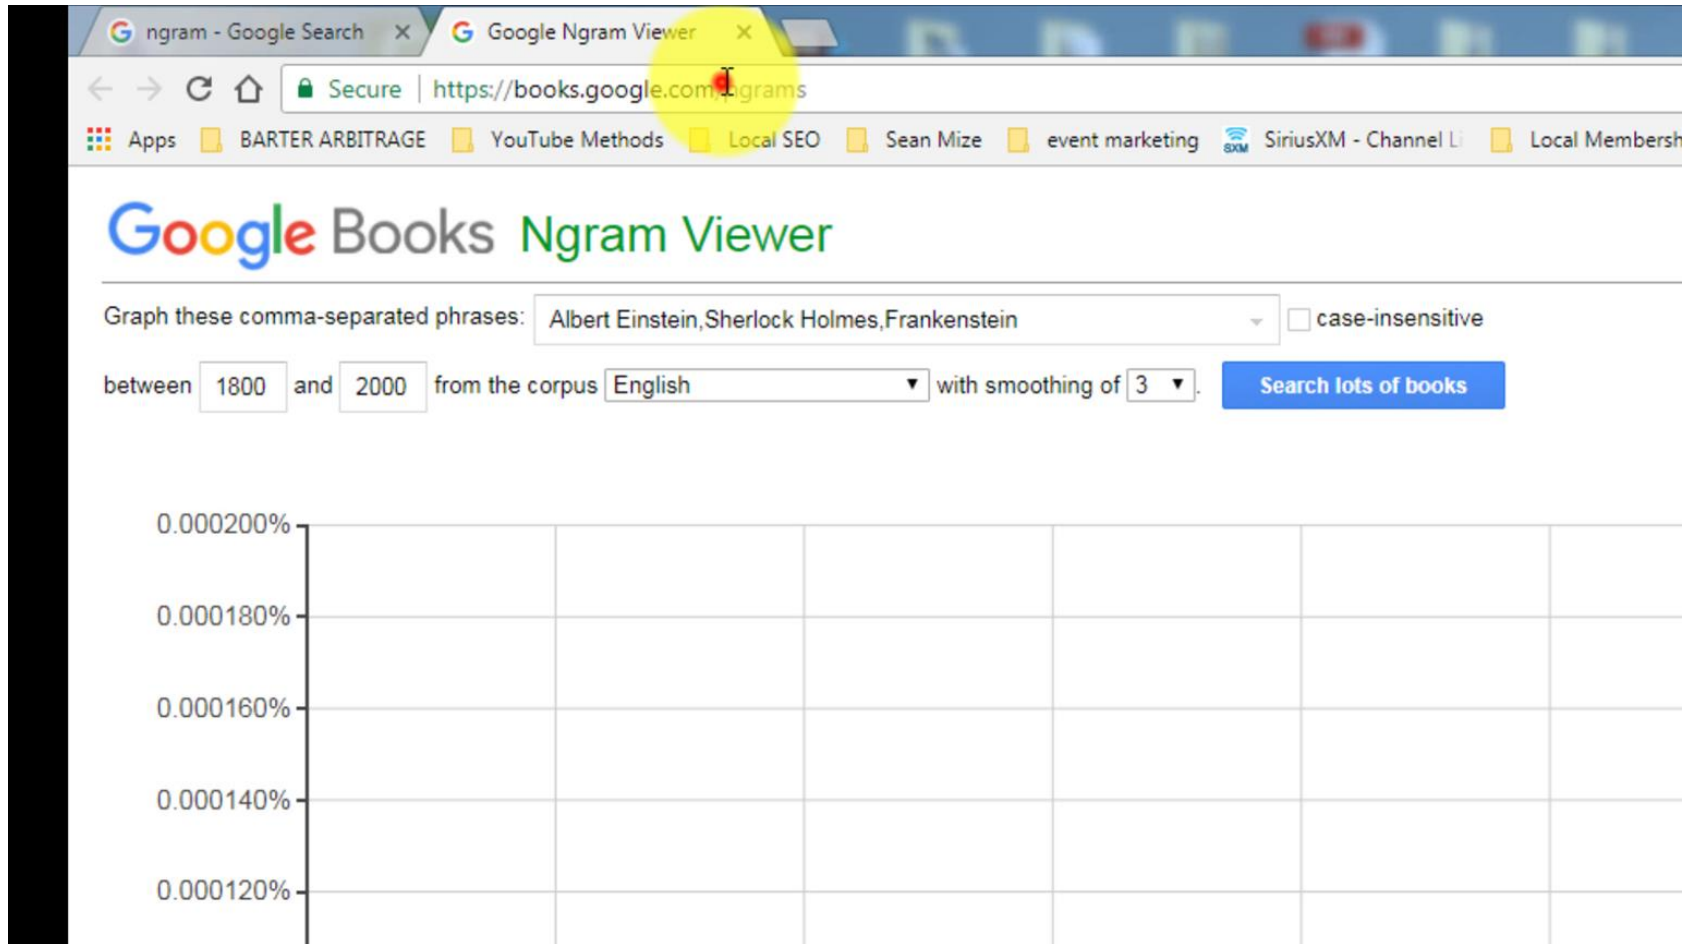 ngram - Google Search
Google Ngram Viewer
Secure https://books.google.com/ngrams
Apps BARTER ARBITRAGE YouTube Methods Local SEO Sean Mize event marketing SXM SiriusXM - Channel Li Local Membersh
Google Books Ngram Viewer
Graph these comma-separated phrases: Albert Einstein,Sherlock Holmes,Frankenstein case-insensitive
between 1800 and 2000 from the corpus English with smoothing of 3 . Search lots of books
0.000200%
0.000180%
0.000160%
0.000140%
0.000120%